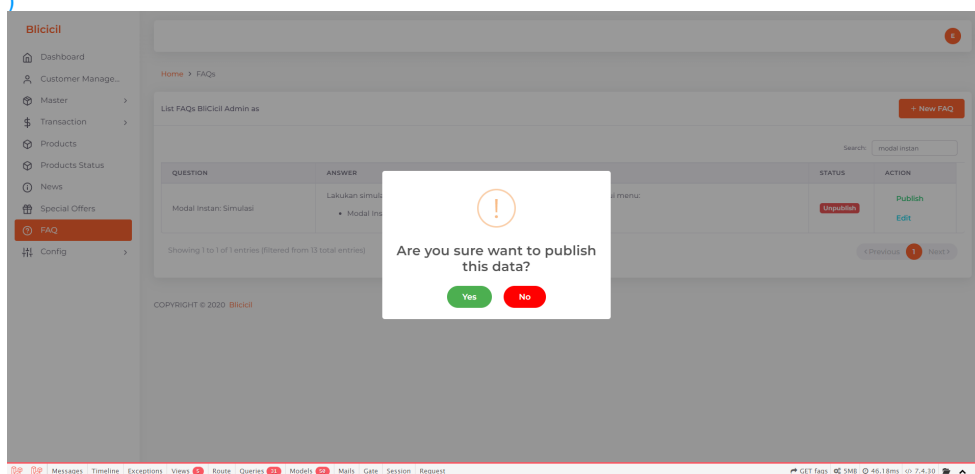 Blicicil
E
Dashboard
Customer Manage...
Master
Transaction
Products
Products Status
News
Special Offers
FAQ
Config
Home > FAQs
List FAQs BliCicil Admin as
+ New FAQ
Search: modal instan
QUESTION ANSWER STATUS ACTION
Modal Instan: Simulasi
Lakukan simula
i menu:
• Modal Ins
Unpublish
Publish
Edit
Showing 1 to 1 of 1 entries (filtered from 13 total entries)
< Previous 1 Next >
!
Are you sure want to publish
this data?
Yes No
COPYRIGHT © 2020 Blicicil
Messages Timeline Exceptions Views 5 Route Queries 31 Models 50 Mails Gate Session Request GET faqs 5MB 46.18ms 7.4.30